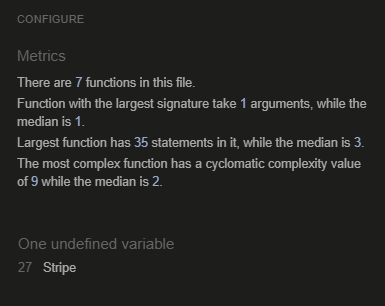 CONFIGURE
Metrics
There are 7 functions in this file.
Function with the largest signature take 1 arguments, while the
median is 1.
Largest function has 35 statements in it, while the median is 3.
The most complex function has a cyclomatic complexity value
of 9 while the median is 2.
One undefined variable
27 Stripe